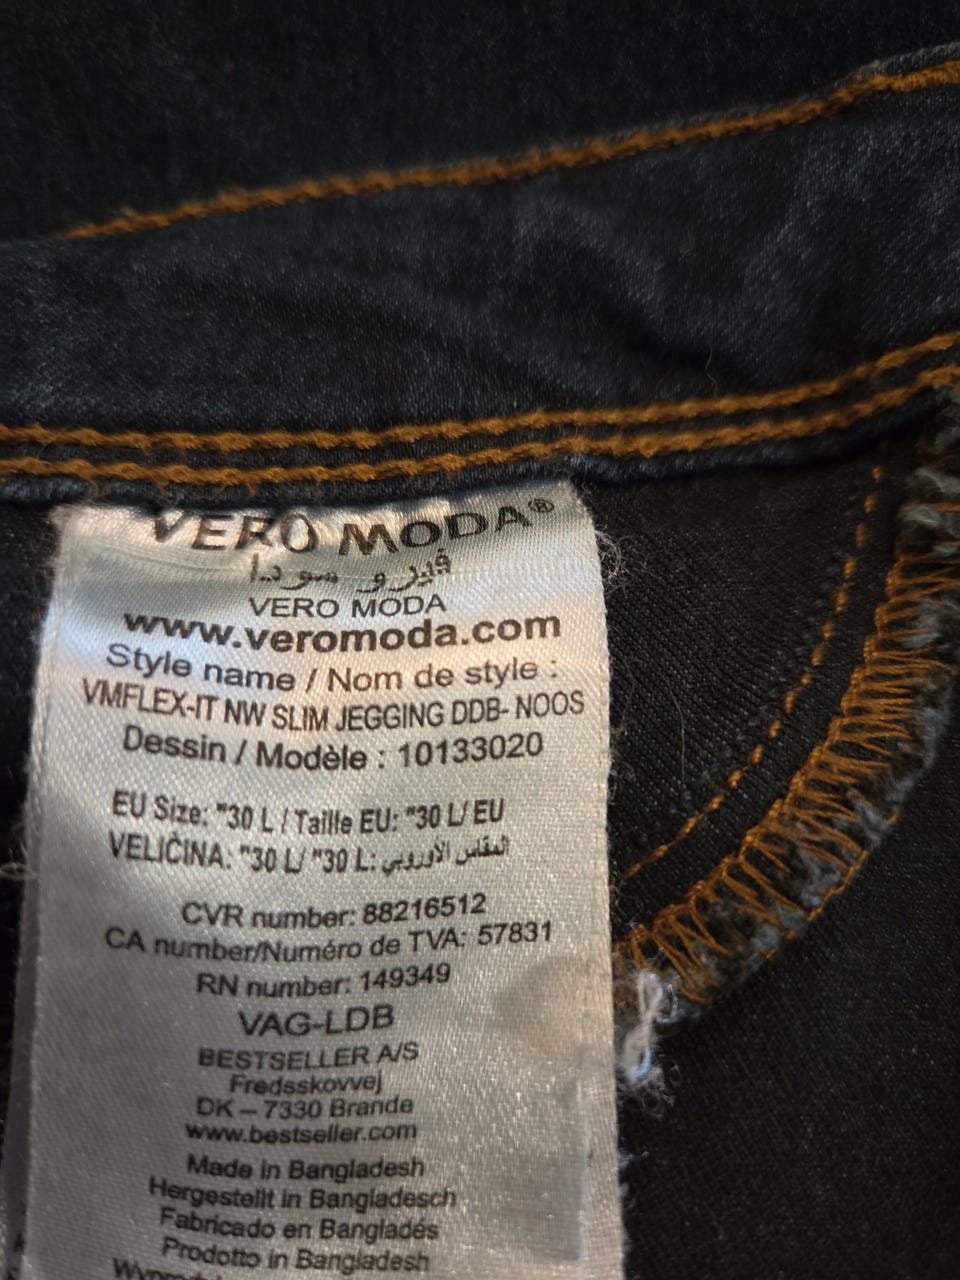 VERO MODA®
فيرو مودا
VERO MODA
www.veromoda.com
Style name / Nom de style :
VMFLEX-IT NW SLIM JEGGING DDB- NOOS
Dessin / Modèle : 10133020
EU Size: "30 L / Taille EU: "30 L/ EU
VELIČINA: "30 L/ "30 L: المقاس الأوروبي
CVR number: 88216512
CA number/Numéro de TVA: 57831
RN number: 149349
VAG-LDB
BESTSELLER A/S
Fredsskovvej
DK – 7330 Brande
www.bestseller.com
Made in Bangladesh
Hergestellt in Bangladesch
Fabricado en Bangladés
Prodotto in Bangladesh